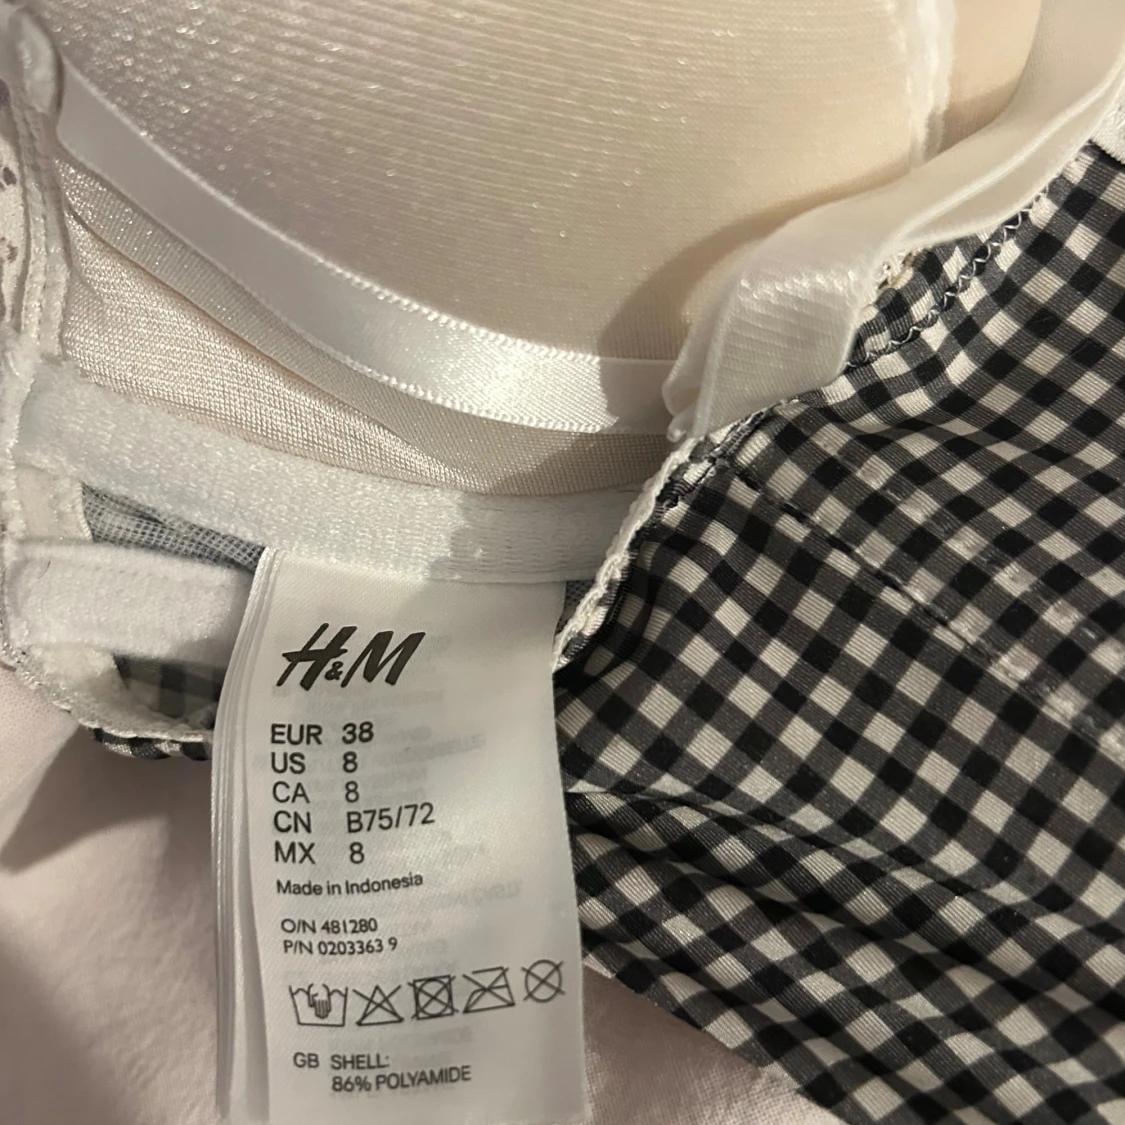 H&M
EUR 38
US 8
CA 8
CN B75/72
MX 8
Made in Indonesia
O/N 481280
P/N 0203363 9
GB SHELL:
86% POLYAMIDE